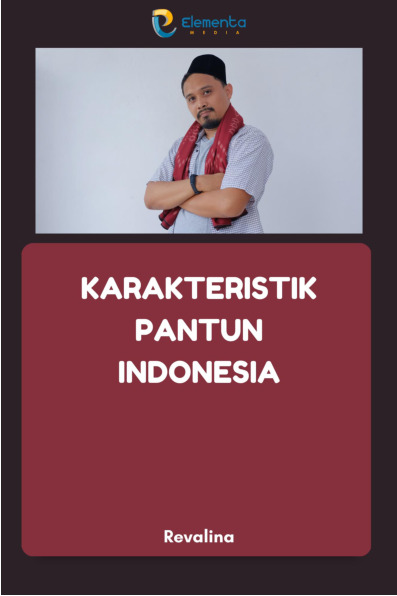 Elementa
MEDIA
KARAKTERISTIK
PANTUN
INDONESIA
Revalina